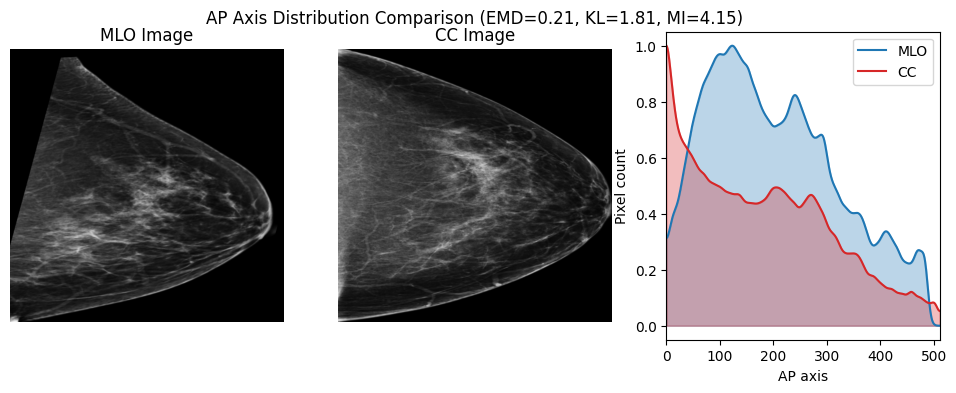 AP Axis Distribution Comparison (EMD=0.21, KL=1.81, MI=4.15)
MLO Image
CC Image
MLO
CC
1.0
0.8
0.6
0.4
0.2
0.0
Pixel count
0 100 200 300 400 500
AP axis